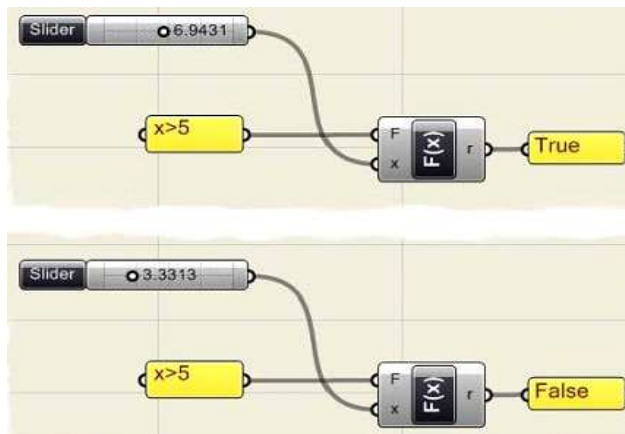 Slider 6.9431
x>5
F
x
F(x)
r
True
Slider 3.3313
x>5
F
x
F(x)
r
False